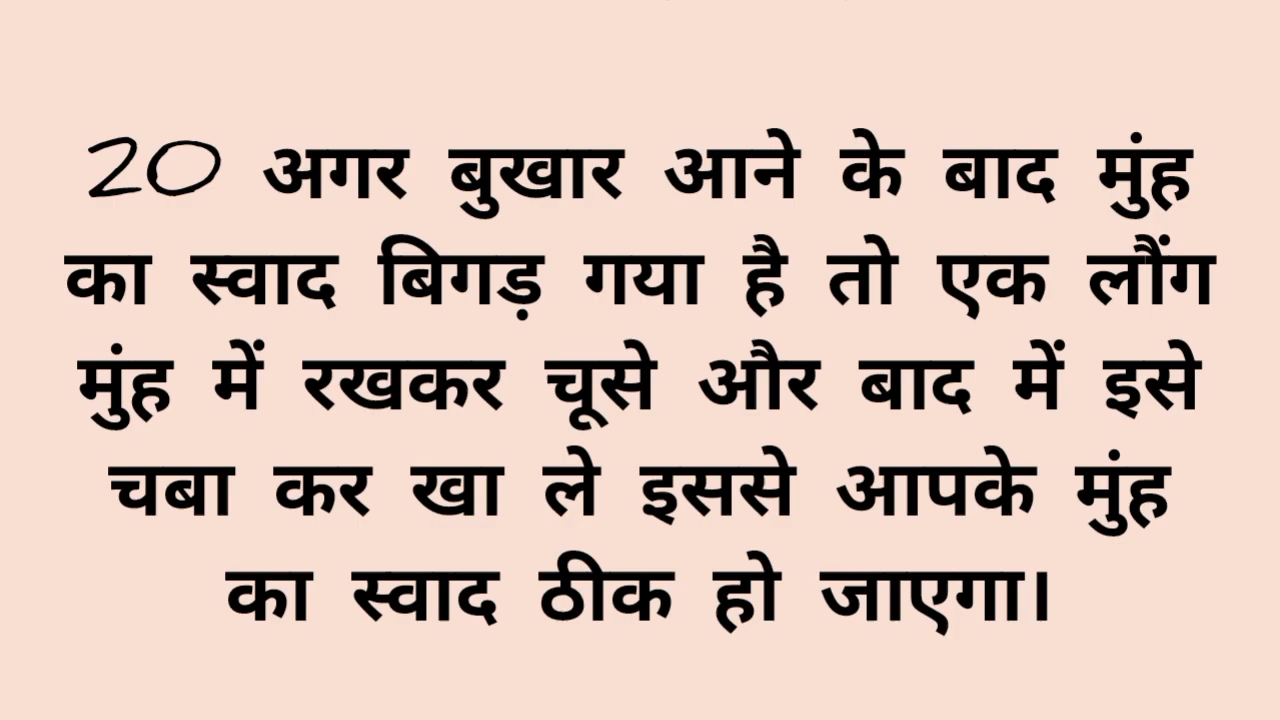 20 अगर बुखार आने के बाद मुंह
का स्वाद बिगड़ गया है तो एक लौंग
मुंह में रखकर चूसे और बाद में इसे
चबा कर खा ले इससे आपके मुंह
का स्वाद ठीक हो जाएगा।